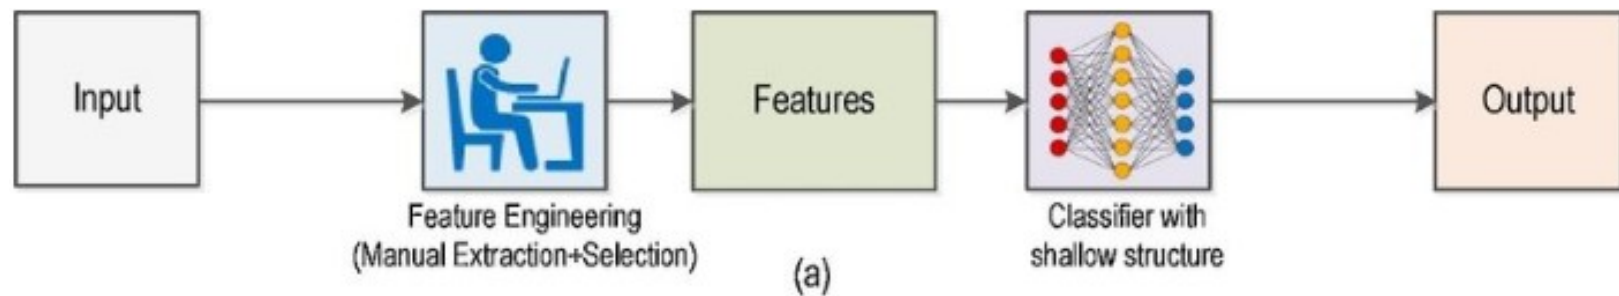 Input
Features
Output
Feature Engineering
(Manual Extraction+Selection)
Classifier with
shallow structure
(a)